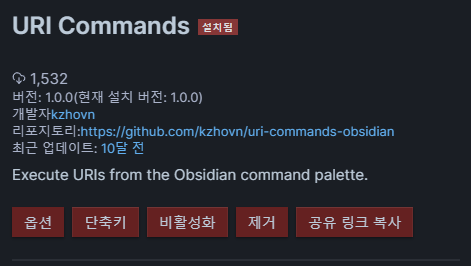 URI Commands 설치됨
1,532
버전: 1.0.0(현재 설치 버전: 1.0.0)
개발자kzhovn
리포지토리:https://github.com/kzhovn/uri-commands-obsidian
최근 업데이트: 10달 전
Execute URIs from the Obsidian command palette.
옵션 단축키 비활성화 제거 공유 링크 복사